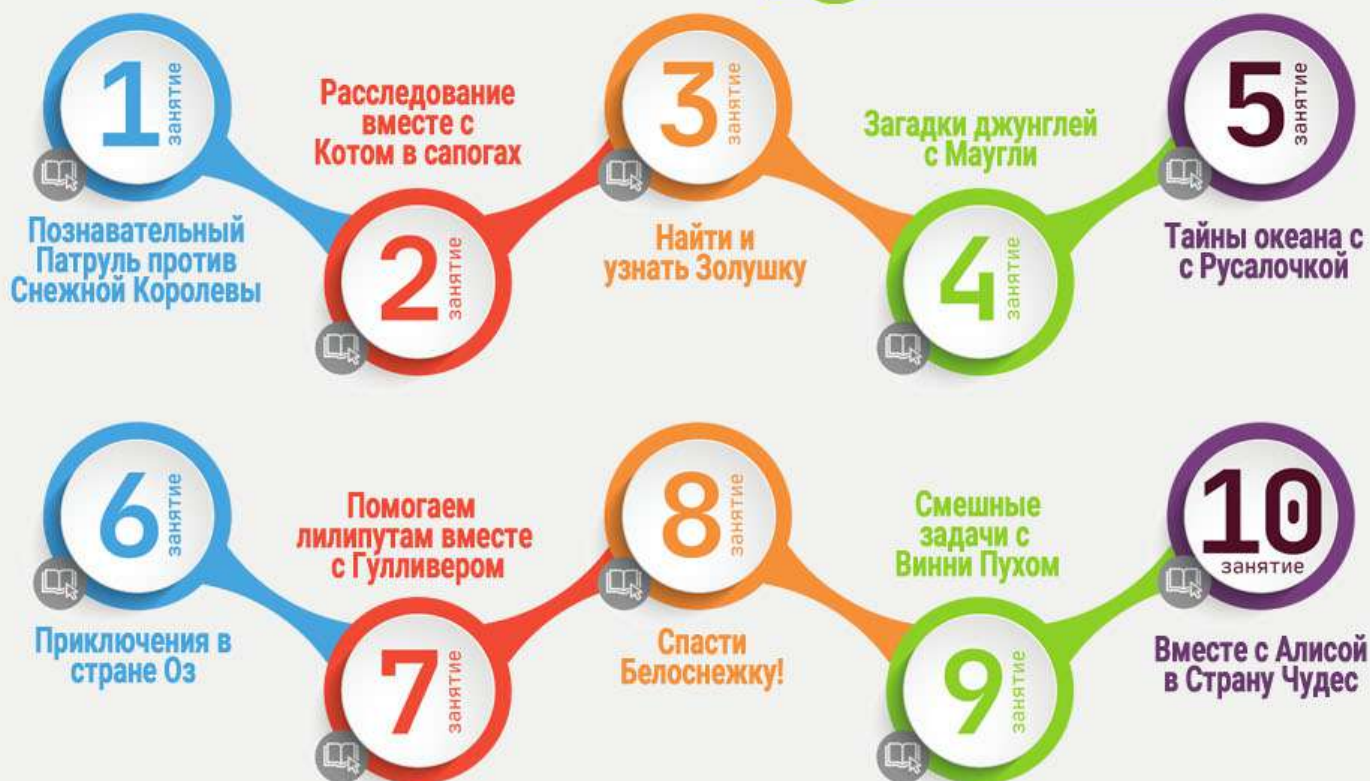 1
занятие
Познавательный
Патруль против
Снежной Королевы
Расследование
вместе с
Котом в сапогах
2
занятие
3
занятие
Найти и
узнать Золушку
Загадки джунглей
с Маугли
4
занятие
5
занятие
Тайны океана с
с Русалочкой
6
занятие
Приключения в
стране Оз
Помогаем
лилипутам вместе
с Гулливером
7
занятие
8
занятие
Спасти
Белоснежку!
Смешные
задачи с
Винни Пухом
9
занятие
10
занятие
Вместе с Алисой
в Страну Чудес